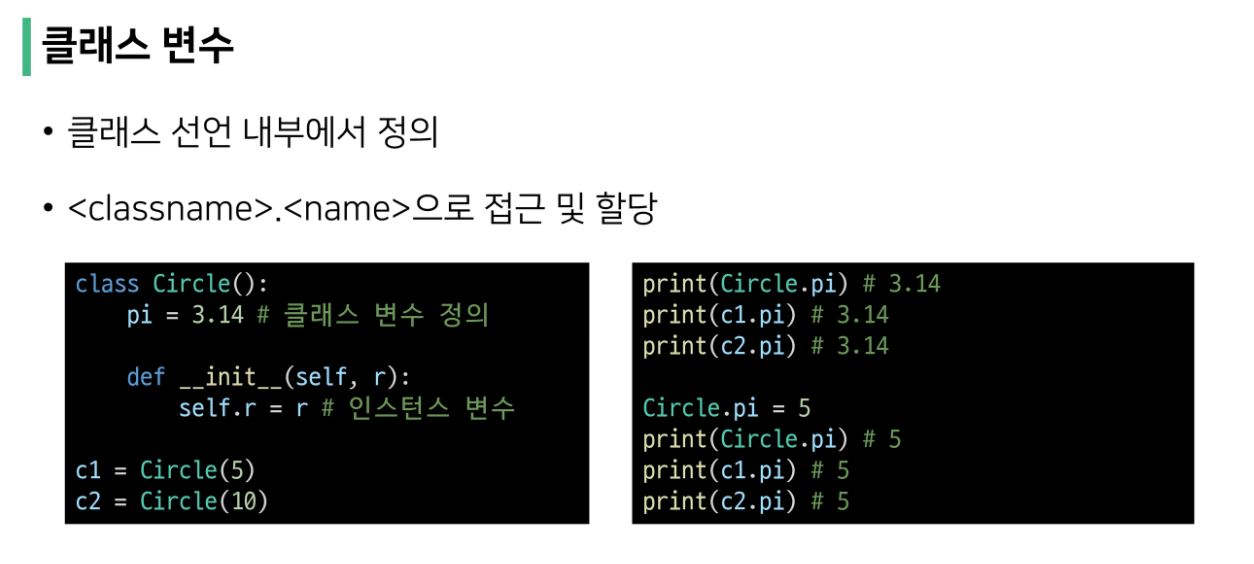 클래스 변수
• 클래스 선언 내부에서 정의
• <classname>.<name>으로 접근 및 할당
class Circle():
    pi = 3.14 # 클래스 변수 정의
    def __init__(self, r):
        self.r = r # 인스턴스 변수
c1 = Circle(5)
c2 = Circle(10)
print(Circle.pi) # 3.14
print(c1.pi) # 3.14
print(c2.pi) # 3.14
Circle.pi = 5
print(Circle.pi) # 5
print(c1.pi) # 5
print(c2.pi) # 5